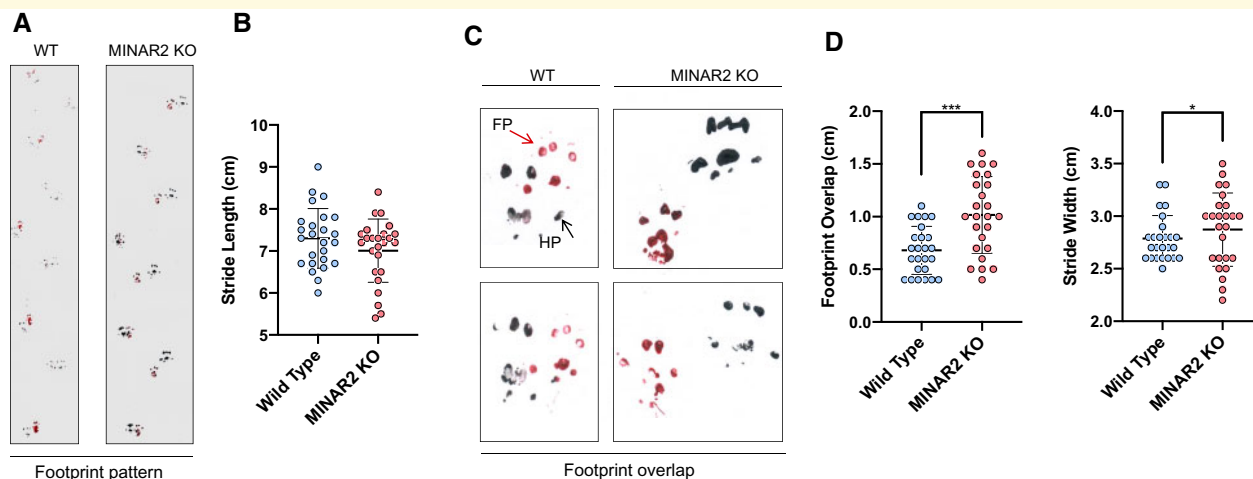 A
WT
MINAR2 KO
Footprint pattern
B
Stride Length (cm)
10
9
8
7
6
5
Wild Type
MINAR2 KO
C
WT
MINAR2 KO
FP
HP
Footprint overlap
D
Footprint Overlap (cm)
2.0
1.5
1.0
0.5
0.0
***
Wild Type
MINAR2 KO
Stride Width (cm)
4.0
3.5
3.0
2.5
2.0
*
Wild Type
MINAR2 KO